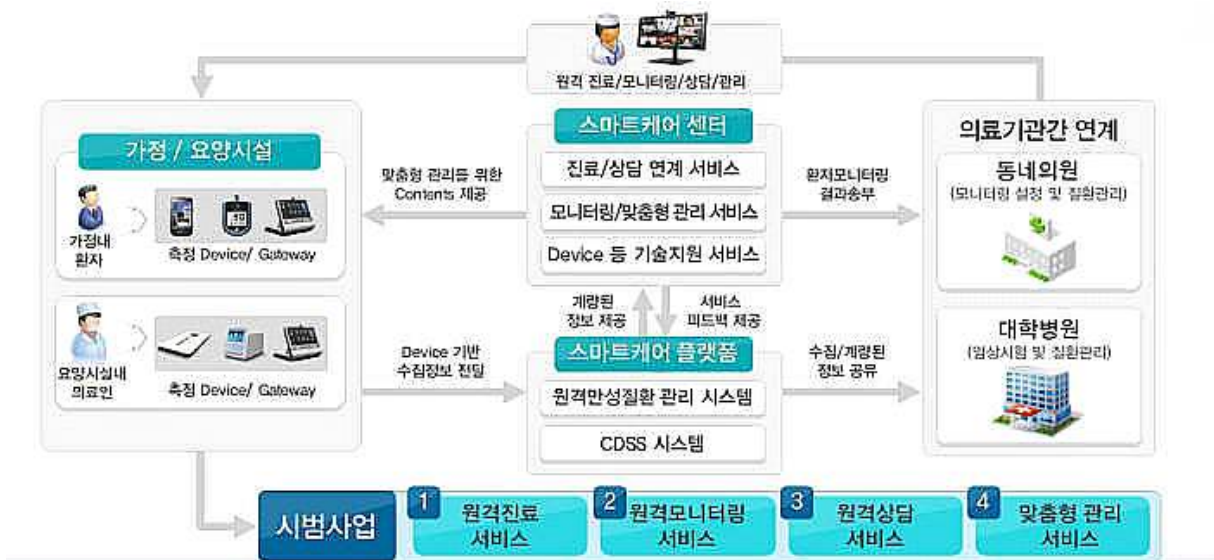 원격 진료/모니터링/상담/관리
가정 / 요양시설
가정내
환자
측정 Device/ Gateway
요양시설내
의료인
측정 Device/ Gateway
맞춤형 관리를 위한
Contents 제공
Device 기반
수집정보 전달
스마트케어 센터
진료/상담 연계 서비스
모니터링/맞춤형 관리 서비스
Device 등 기술지원 서비스
계량된
정보 제공
서비스
피드백 제공
스마트케어 플랫폼
원격만성질환 관리 시스템
CDSS 시스템
환자모니터링
결과송부
수집/계량된
정보 공유
의료기관간 연계
동네의원
(모니터링 설정 및 질환관리)
대학병원
(임상시험 및 질환관리)
시범사업
1 원격진료
서비스
2 원격모니터링
서비스
3 원격상담
서비스
4 맞춤형 관리
서비스